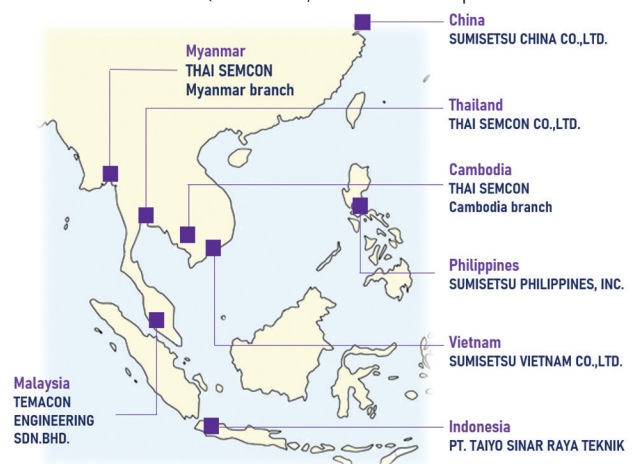 China
SUMISETSU CHINA CO.,LTD.
Myanmar
THAI SEMCON
Myanmar branch
Thailand
THAI SEMCON CO.,LTD.
Cambodia
THAI SEMCON
Cambodia branch
Philippines
SUMISETSU PHILIPPINES, INC.
Vietnam
SUMISETSU VIETNAM CO.,LTD.
Malaysia
TEMACON
ENGINEERING
SDN.BHD.
Indonesia
PT. TAIYO SINAR RAYA TEKNIK